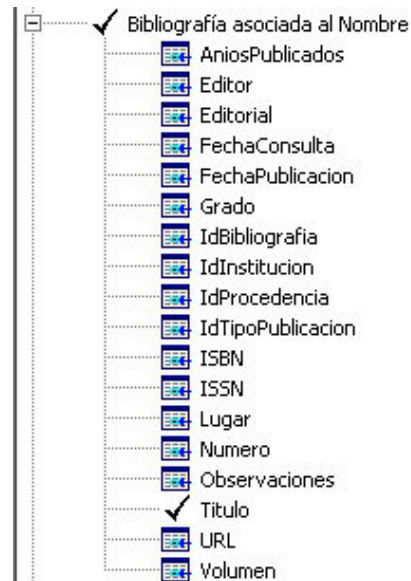 Bibliografía asociada al Nombre
AniosPublicados
Editor
Editorial
FechaConsulta
FechaPublicacion
Grado
IdBibliografia
IdInstitucion
IdProcedencia
IdTipoPublicacion
ISBN
ISSN
Lugar
Numero
Observaciones
Titulo
URL
Volumen